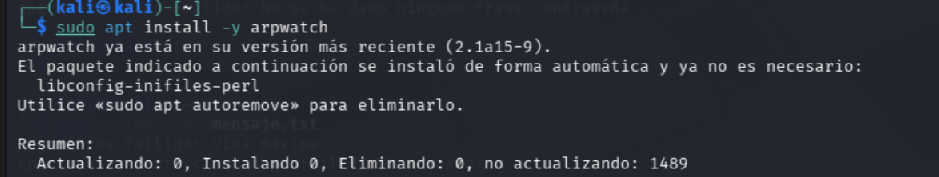 (kali㉿kali)-[~]
$ sudo apt install -y arpwatch
arpwatch ya está en su versión más reciente (2.1a15-9).
El paquete indicado a continuación se instaló de forma automática y ya no es necesario:
libconfig-inifiles-perl
Utilice «sudo apt autoremove» para eliminarlo.
mensaje.txt
Resumen:
Actualizando: 0, Instalando 0, Eliminando: 0, no actualizando: 1489